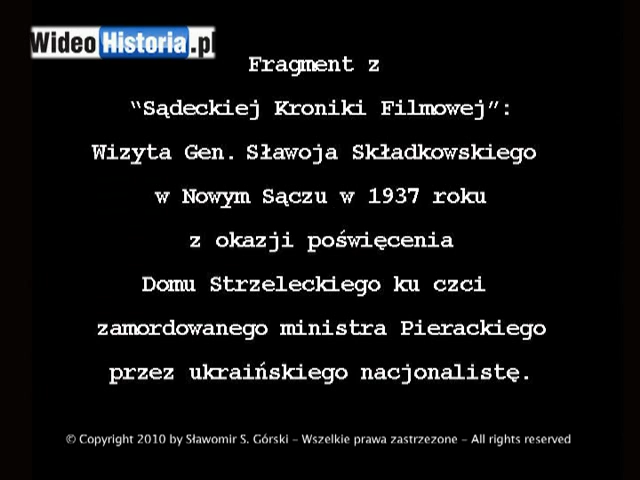 WideoHistoria.pl
Fragment z
“Sądeckiej Kroniki Filmowej”:
Wizyta Gen. Sławoja Składkowskiego
w Nowym Sączu w 1937 roku
z okazji poświęcenia
Domu Strzeleckiego ku czci
zamordowanego ministra Pierackiego
przez ukraińskiego nacjonalistę.
© Copyright 2010 by Sławomir S. Górski – Wszelkie prawa zastrzezone – All rights reserved